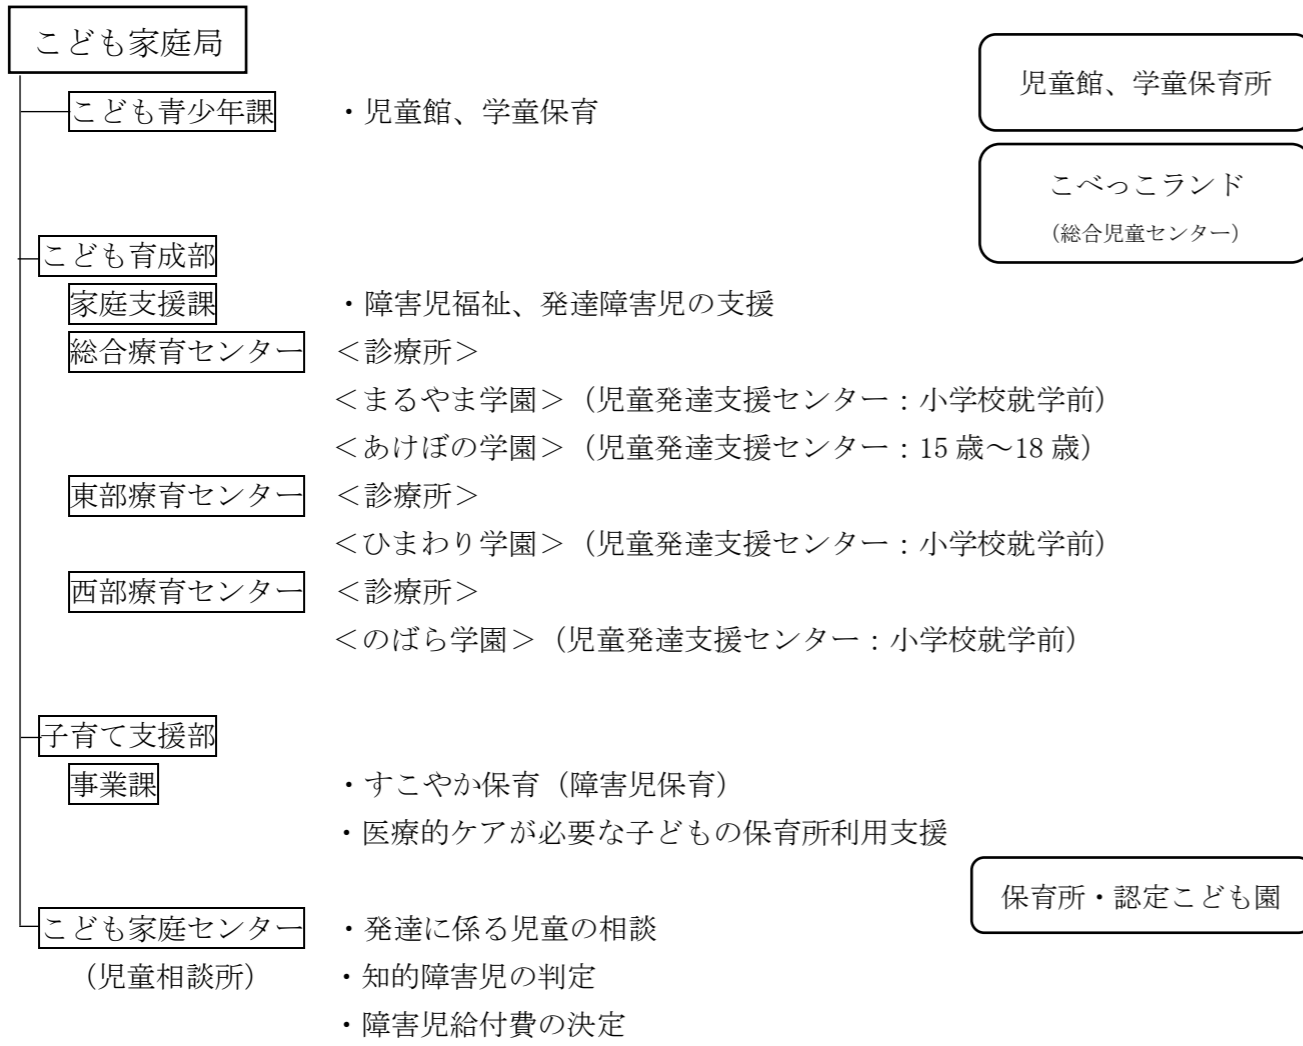 こども家庭局
児童館、学童保育所
こども青少年課 ・児童館、学童保育
こべっこランド
（総合児童センター）
こども育成部
家庭支援課 ・障害児福祉、発達障害児の支援
総合療育センター ＜診療所＞
＜まるやま学園＞（児童発達支援センター：小学校就学前）
＜あけぼの学園＞（児童発達支援センター：15 歳～18 歳）
東部療育センター ＜診療所＞
＜ひまわり学園＞（児童発達支援センター：小学校就学前）
西部療育センター ＜診療所＞
＜のばら学園＞（児童発達支援センター：小学校就学前）
子育て支援部
事業課 ・すこやか保育（障害児保育）
・医療的ケアが必要な子どもの保育所利用支援
保育所・認定こども園
こども家庭センター ・発達に係る児童の相談
（児童相談所） ・知的障害児の判定
・障害児給付費の決定